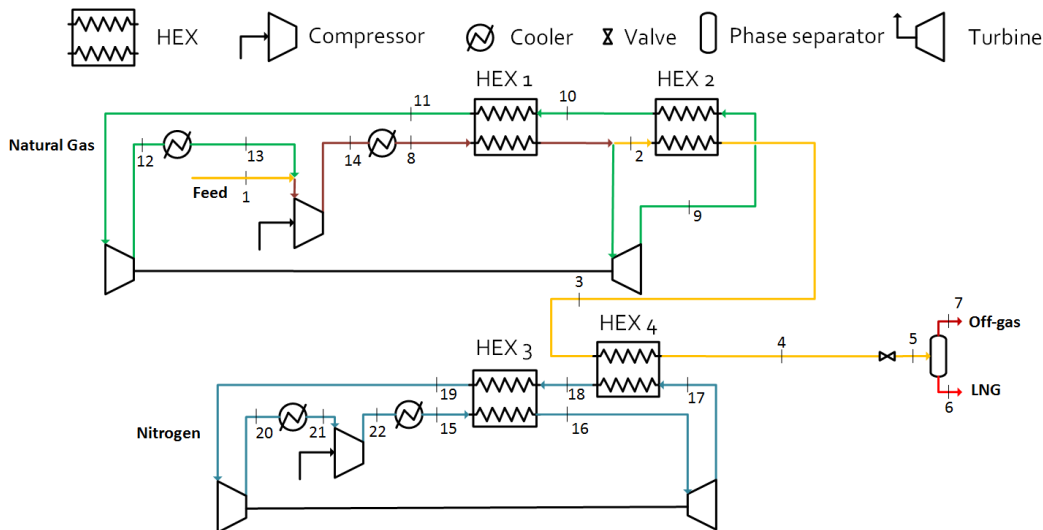 HEX
Compressor
Cooler
Valve
Phase separator
Turbine
HEX 1
HEX 2
11
10
Natural Gas
12
13
14
8
2
Feed
1
9
3
7
Off-gas
HEX 4
4
5
HEX 3
LNG
6
19
18
17
Nitrogen
20
21
22
15
16